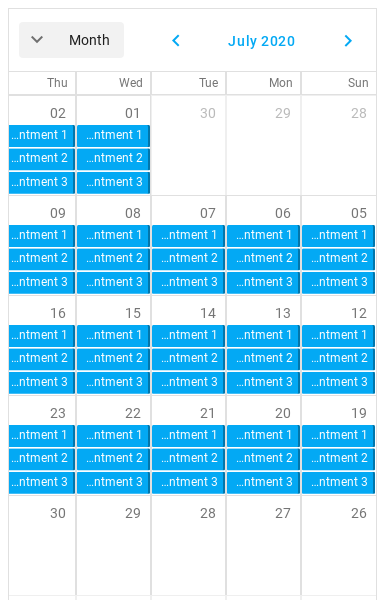 Month
July 2020
Thu Wed Tue Mon Sun
02 01 30 29 28
...ntment 1 ...ntment 1
...ntment 2 ...ntment 2
...ntment 3 ...ntment 3
09 08 07 06 05
...ntment 1 ...ntment 1 ...ntment 1 ...ntment 1 ...ntment 1
...ntment 2 ...ntment 2 ...ntment 2 ...ntment 2 ...ntment 2
...ntment 3 ...ntment 3 ...ntment 3 ...ntment 3 ...ntment 3
16 15 14 13 12
...ntment 1 ...ntment 1 ...ntment 1 ...ntment 1 ...ntment 1
...ntment 2 ...ntment 2 ...ntment 2 ...ntment 2 ...ntment 2
...ntment 3 ...ntment 3 ...ntment 3 ...ntment 3 ...ntment 3
23 22 21 20 19
...ntment 1 ...ntment 1 ...ntment 1 ...ntment 1 ...ntment 1
...ntment 2 ...ntment 2 ...ntment 2 ...ntment 2 ...ntment 2
...ntment 3 ...ntment 3 ...ntment 3 ...ntment 3 ...ntment 3
30 29 28 27 26